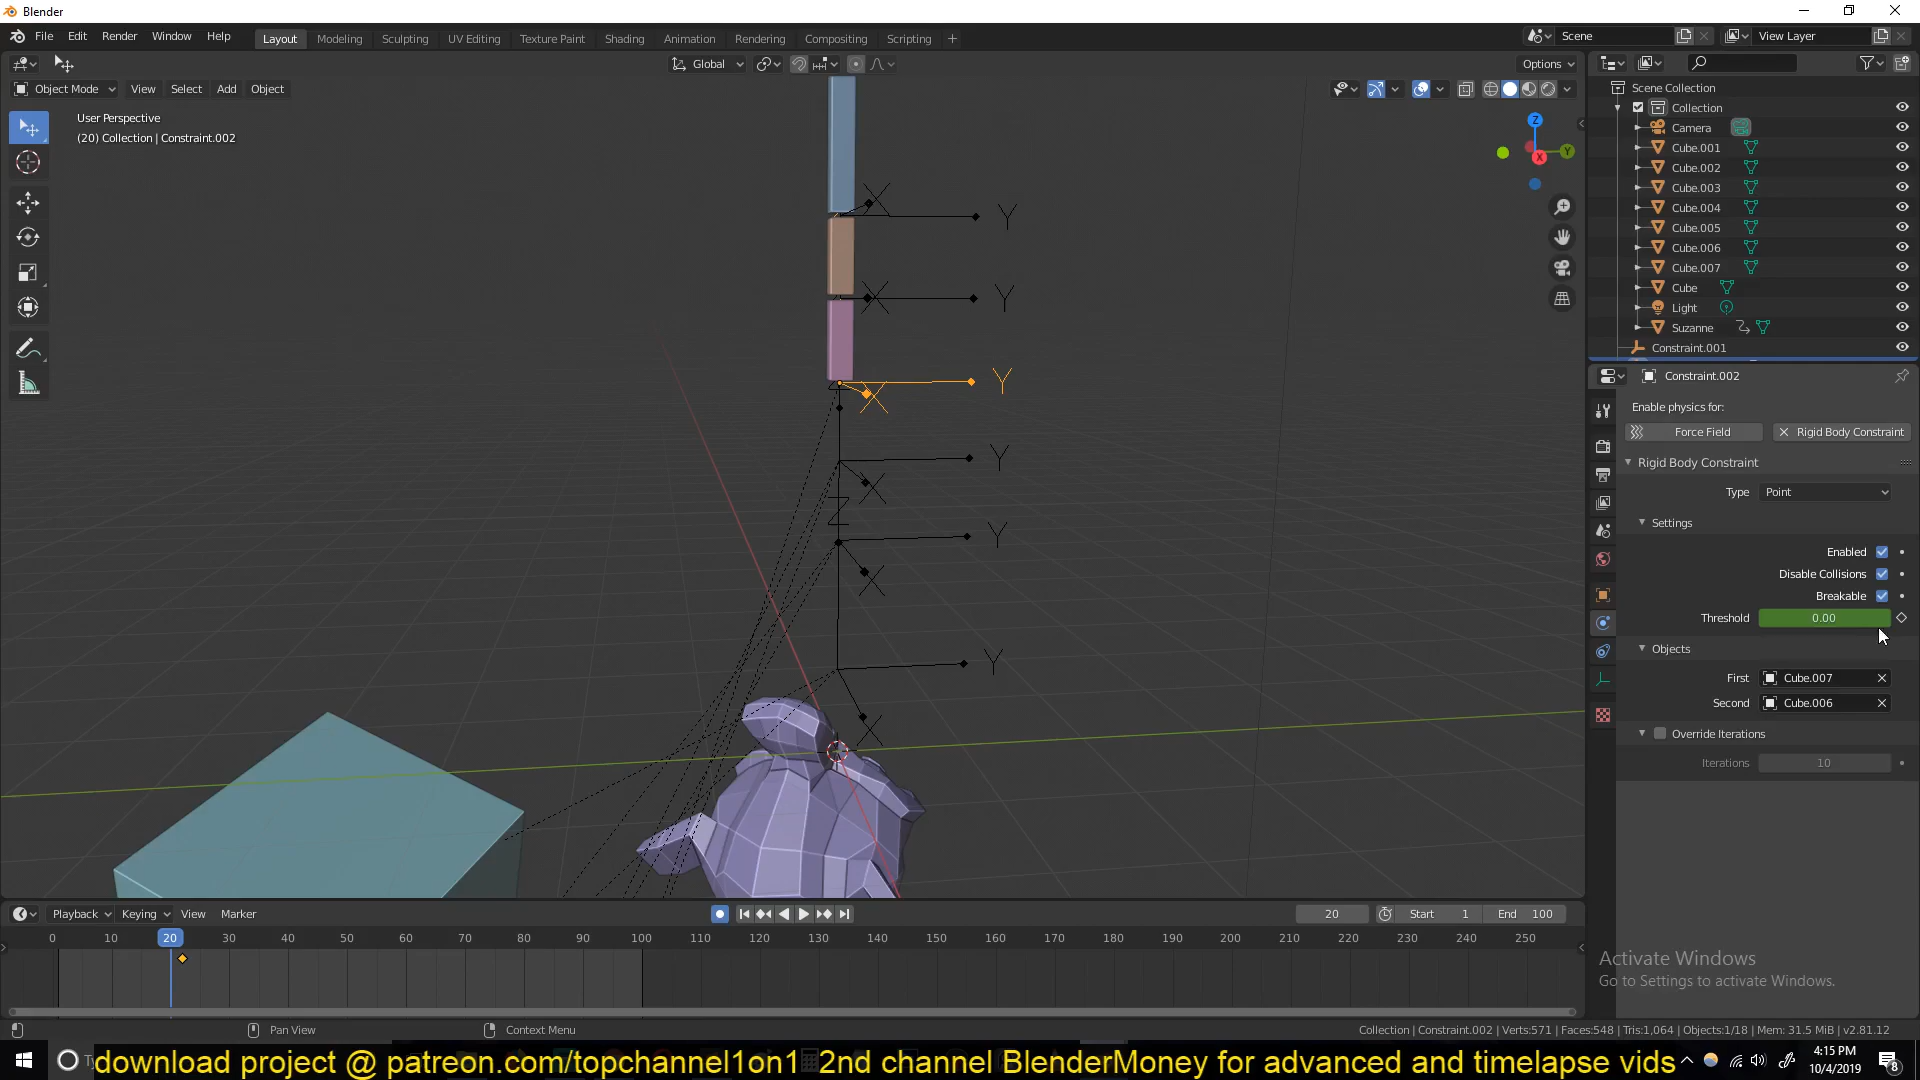 Blender
File Edit Render Window Help
Layout Modeling Sculpting UV Editing Texture Paint Shading Animation Rendering Compositing Scripting +
Scene
View Layer
Global
Options
Object Mode View Select Add Object
User Perspective
(20) Collection | Constraint.002
Z
Y
X
X Y
X Y
X Y
X Y
Z
X Y
X Y
Scene Collection
Collection
Camera
Cube.001
Cube.002
Cube.003
Cube.004
Cube.005
Cube.006
Cube.007
Cube
Light
Suzanne
Constraint.001
Constraint.002
Enable physics for:
Force Field
Rigid Body Constraint
Rigid Body Constraint
Type Point
Settings
Enabled
Disable Collisions
Breakable
Threshold 0.00
Objects
First Cube.007
Second Cube.006
Override Iterations
Iterations 10
Playback Keying View Marker
20 Start 1 End 100
0 10 20 30 40 50 60 70 80 90 100 110 120 130 140 150 160 170 180 190 200 210 220 230 240 250
Activate Windows
Go to Settings to activate Windows.
Pan View
Context Menu
Collection | Constraint.002 | Verts:571 | Faces:548 | Tris:1,064 | Objects:1/18 | Mem: 31.5 MiB | v2.81.12
download project @ patreon.com/topchannel1on1 2nd channel BlenderMoney for advanced and timelapse vids
4:15 PM
10/4/2019
8